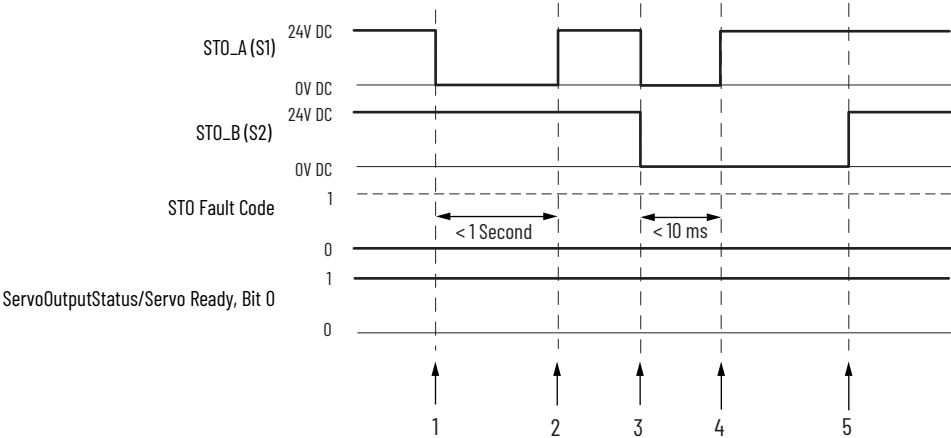 24V DC
STO_A (S1)
0V DC
24V DC
STO_B (S2)
0V DC
1
STO Fault Code
< 1 Second
< 10 ms
0
1
ServoOutputStatus/Servo Ready, Bit 0
0
1 2 3 4 5